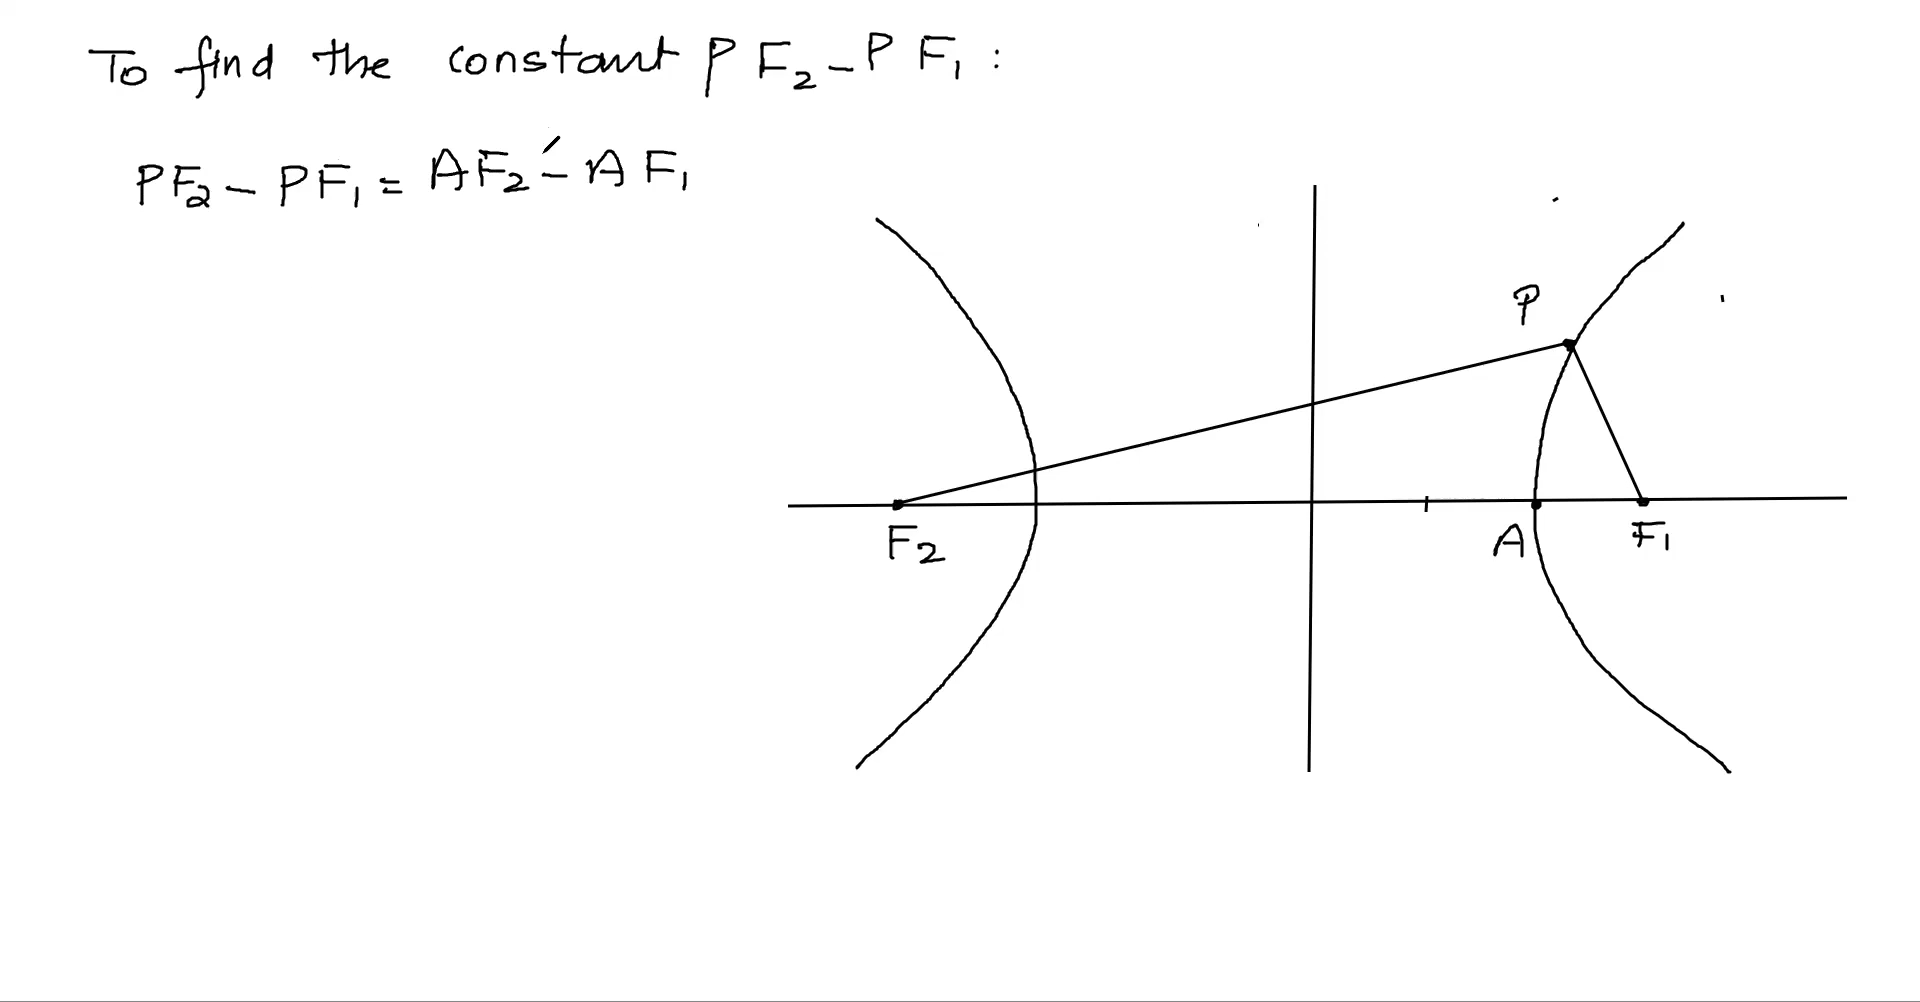 To find the constant PF₂ - PF₁ :
PF₂ - PF₁ = AF₂ - AF₁
P
F₂
A
F₁